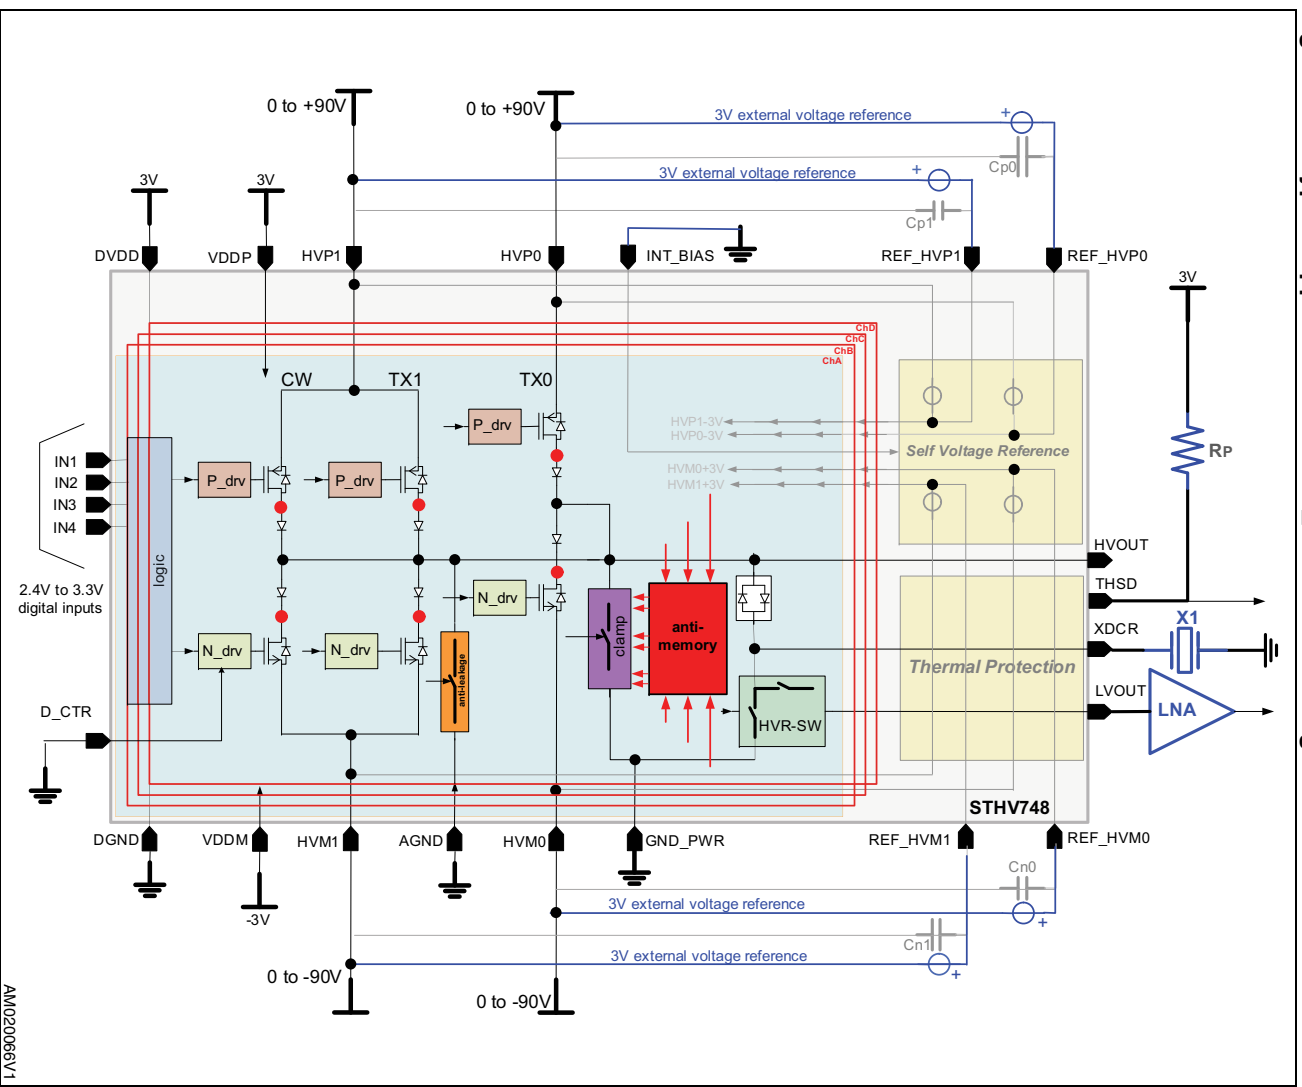 0 to +90V
0 to +90V
3V external voltage reference
+
Cp0
3V external voltage reference
+
Cp1
3V
3V
DVDD
VDDP
HVP1
HVP0
INT_BIAS
REF_HVP1
REF_HVP0
3V
ChD
ChC
ChB
ChA
CW
TX1
TX0
P_drv
HVP1-3V
HVP0-3V
Self Voltage Reference
HVM0+3V
HVM1+3V
RP
IN1
IN2
IN3
IN4
P_drv
P_drv
logic
2.4V to 3.3V
digital inputs
HVOUT
THSD
N_drv
clamp
anti-
memory
X1
XDCR
N_drv
N_drv
anti-leakage
Thermal Protection
LVOUT
LNA
D_CTR
HVR-SW
STHV748
DGND
VDDM
HVM1
AGND
HVM0
GND_PWR
REF_HVM1
REF_HVM0
-3V
Cn0
3V external voltage reference
+
Cn1
3V external voltage reference
+
0 to -90V
0 to -90V
AM020066V1